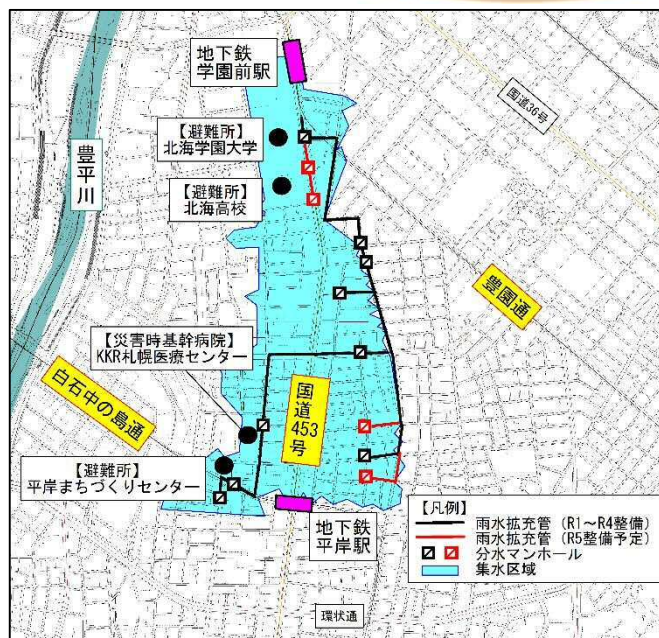 地下鉄
学園前駅
国道36号
【避難所】
北海学園大学
豊平川
【避難所】
北海高校
豊園通
【災害時基幹病院】
KKR札幌医療センター
白石中の島通
国道
453
号
【避難所】
平岸まちづくりセンター
地下鉄
平岸駅
環状通
【凡例】
雨水拡充管（R1～R4整備）
雨水拡充管（R5整備予定）
分水マンホール
集水区域